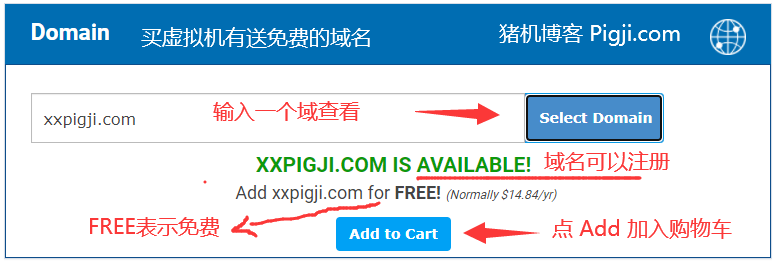 Domain 买虚拟机有送免费的域名 猪机博客 Pigji.com
xxpigji.com 输入一个域查看 Select Domain
XXPIGJI.COM IS AVAILABLE! 域名可以注册
Add xxpigji.com for FREE! (Normally $14.84/yr)
FREE表示免费 Add to Cart 点 Add 加入购物车